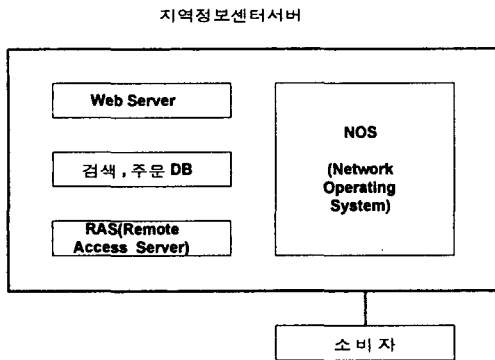 지역정보센터서버
Web Server
검색 , 주문 DB
RAS(Remote
Access Server)
NOS
(Network
Operating
System)
소 비 자